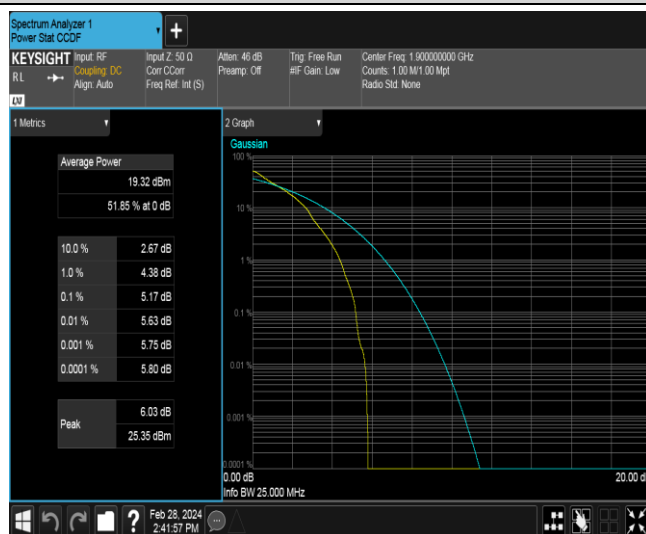 Spectrum Analyzer 1
Power Stat CCDF
+
KEYSIGHT
RL
LXI
Input: RF
Coupling: DC
Align: Auto
Input Z: 50 Ω
Corr CCorr
Freq Ref: Int (S)
Atten: 46 dB
Preamp: Off
Trig: Free Run
#IF Gain: Low
Center Freq: 1.900000000 GHz
Counts: 1.00 M/1.00 Mpt
Radio Std: None
1 Metrics
Average Power
19.32 dBm
51.85 % at 0 dB
10.0 % 2.67 dB
1.0 % 4.38 dB
0.1 % 5.17 dB
0.01 % 5.63 dB
0.001 % 5.75 dB
0.0001 % 5.80 dB
Peak
6.03 dB
25.35 dBm
2 Graph
Gaussian
100 %
10 %
1 %
0.1 %
0.01 %
0.001 %
0.0001 %
0.00 dB
20.00 d
Info BW 25.000 MHz
?
Feb 28, 2024
2:41:57 PM